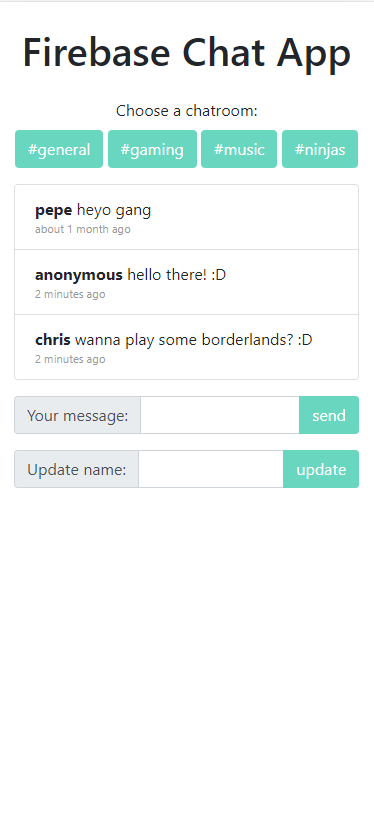 Firebase Chat App
Choose a chatroom:
#general #gaming #music #ninjas
pepe heyo gang
about 1 month ago
anonymous hello there! :D
2 minutes ago
chris wanna play some borderlands? :D
2 minutes ago
Your message: send
Update name: update